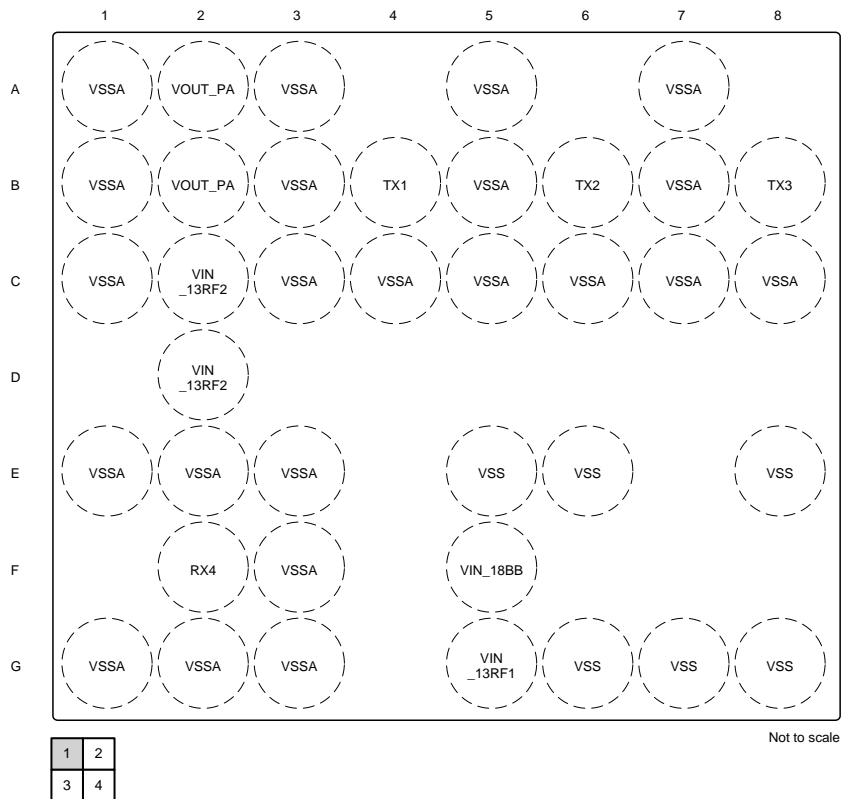 1 2 3 4 5 6 7 8
A VSSA VOUT_PA VSSA VSSA VSSA
B VSSA VOUT_PA VSSA TX1 VSSA TX2 VSSA TX3
C VSSA VIN _13RF2 VSSA VSSA VSSA VSSA VSSA VSSA
D VIN _13RF2
E VSSA VSSA VSSA VSS VSS VSS
F RX4 VSSA VIN_18BB
G VSSA VSSA VSSA VIN _13RF1 VSS VSS VSS
Not to scale
1 2
3 4